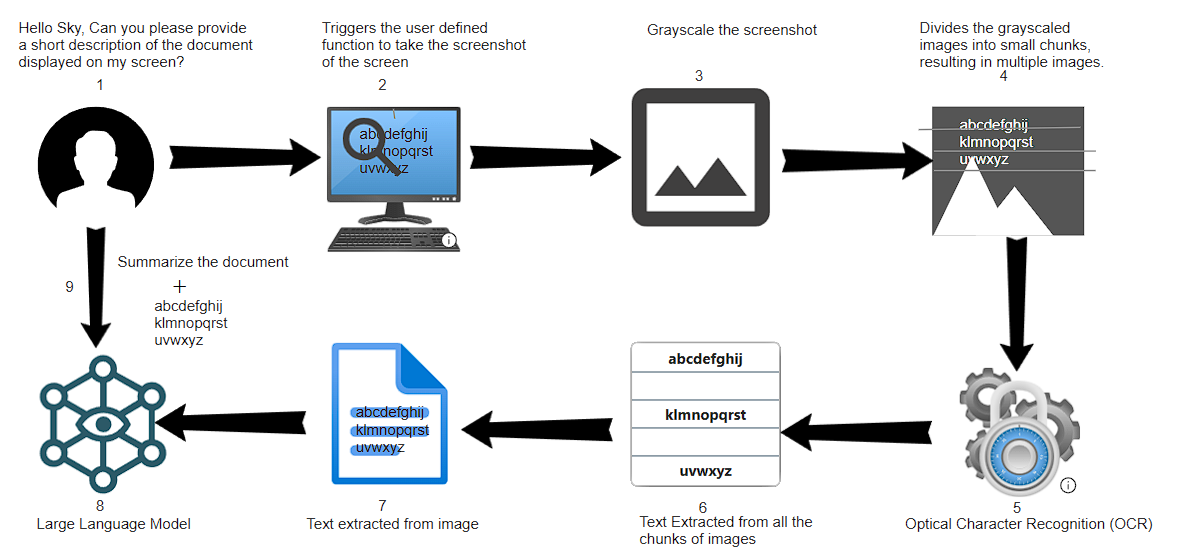 Hello Sky, Can you please provide
a short description of the document
displayed on my screen?
1
Triggers the user defined
function to take the screenshot
of the screen
2
Grayscale the screenshot
3
Divides the grayscaled
images into small chunks,
resulting in multiple images.
4
abcdefghij
klmnopqrst
uvwxyz
abcdefghij
klmnopqrst
uvwxyz
9
Summarize the document
+
abcdefghij
klmnopqrst
uvwxyz
8
Large Language Model
abcdefghij
klmnopqrst
uvwxyz
7
Text extracted from image
abcdefghij
klmnopqrst
uvwxyz
6
Text Extracted from all the
chunks of images
5
Optical Character Recognition (OCR)